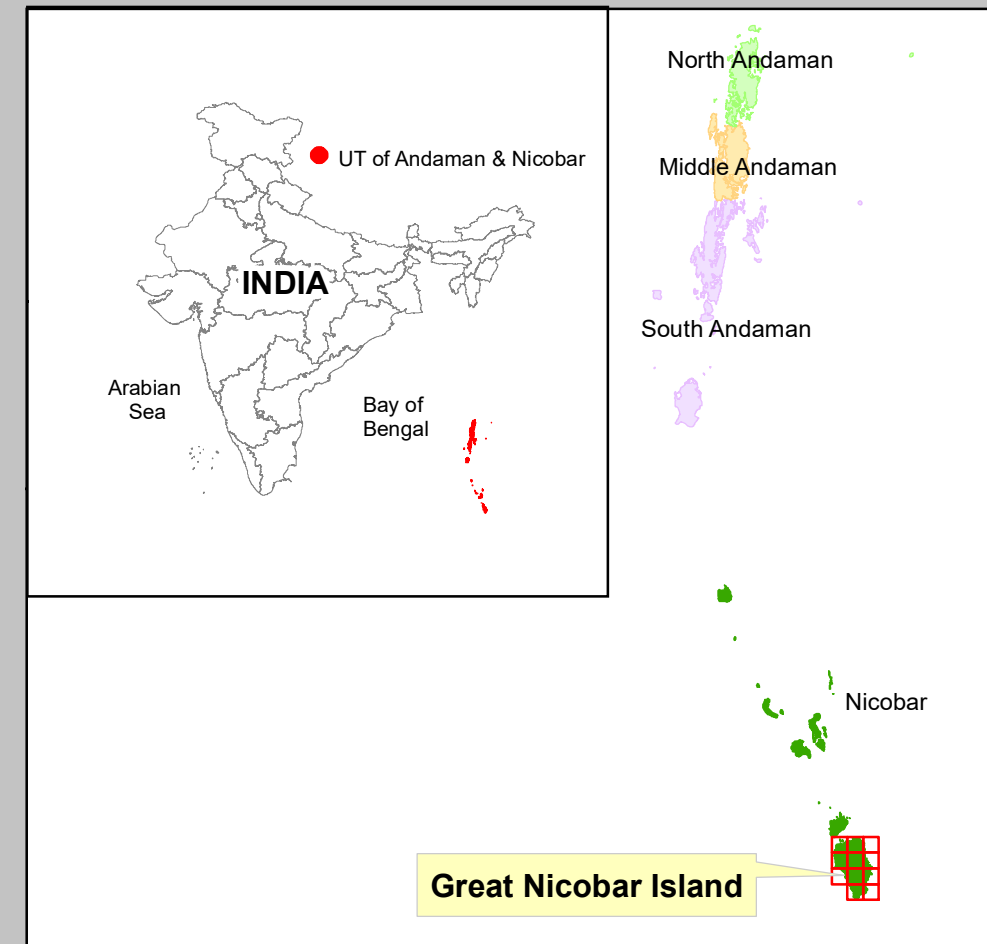 North Andaman
UT of Andaman & Nicobar
Middle Andaman
INDIA
South Andaman
Arabian
Sea
Bay of
Bengal
Nicobar
Great Nicobar Island